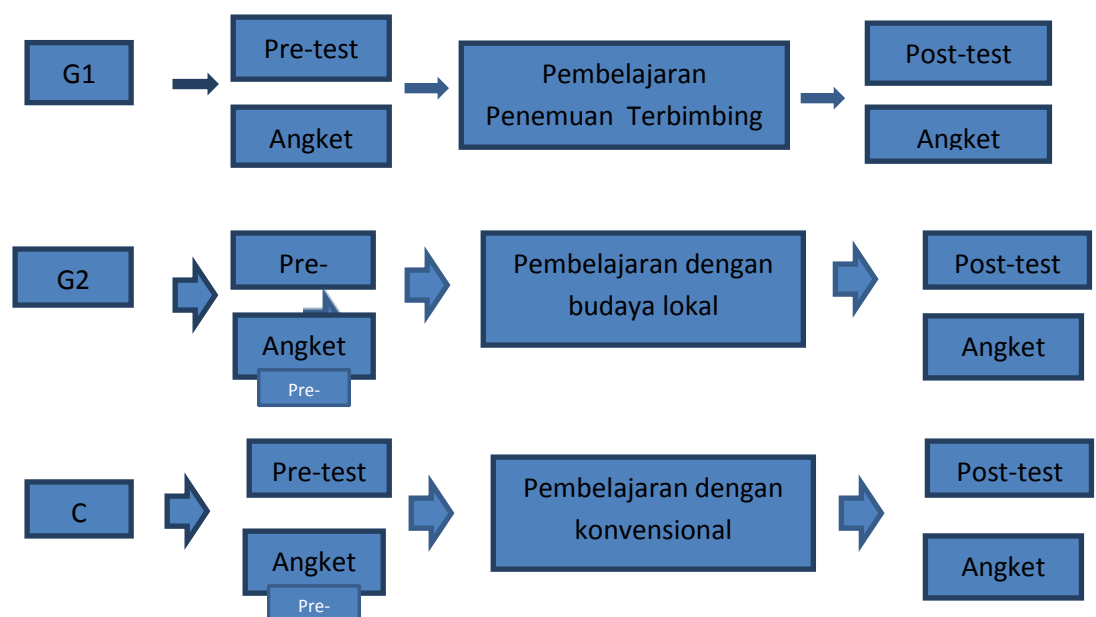 G1
Pre-test
Angket
Pembelajaran
Penemuan Terbimbing
Post-test
Angket
G2
Pre-
Angket
Pre-
Pembelajaran dengan
budaya lokal
Post-test
Angket
C
Pre-test
Angket
Pre-
Pembelajaran dengan
konvensional
Post-test
Angket